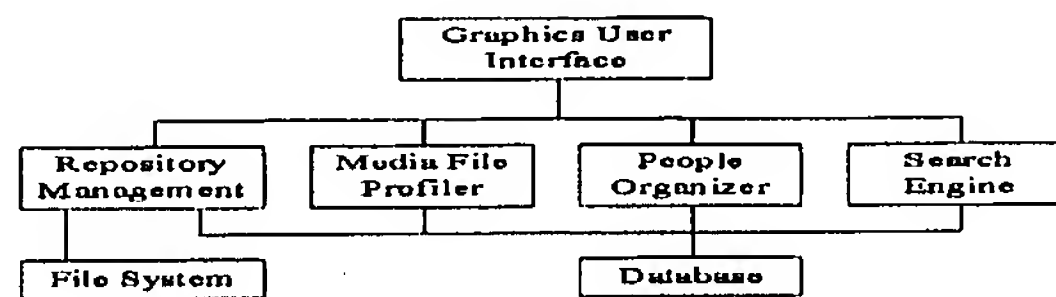 Graphics User
Interface
Repository
Management
Media File
Profiler
People
Organizer
Search
Engine
File System
Database